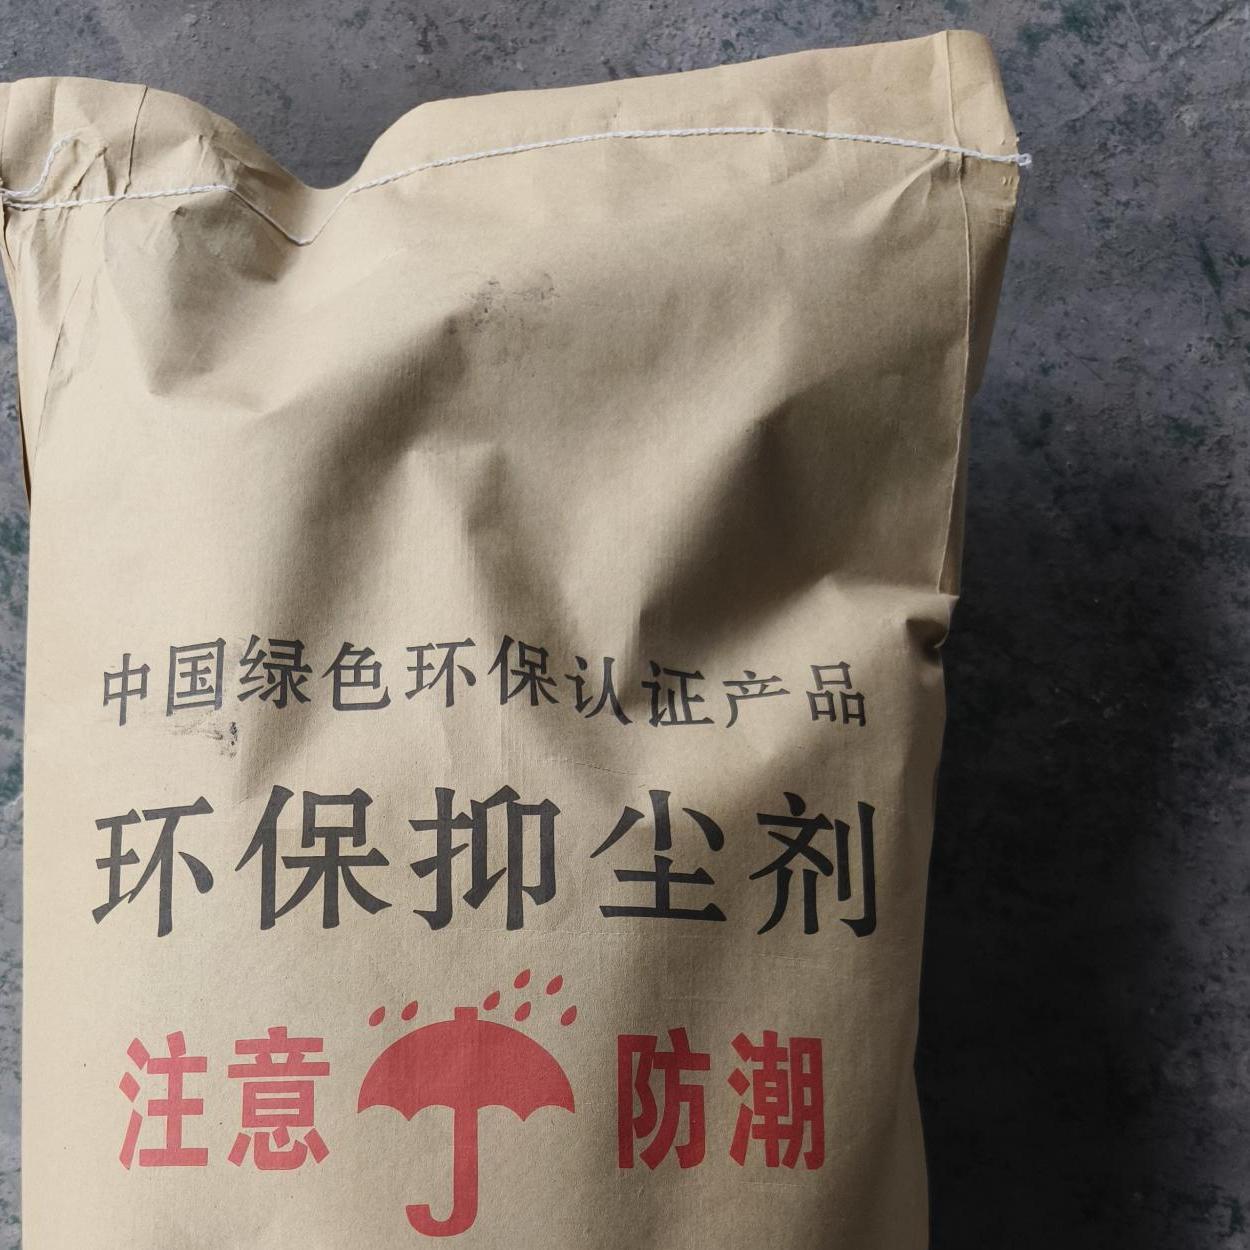 中国绿色环保认证产品
环保抑尘剂
注意 防潮